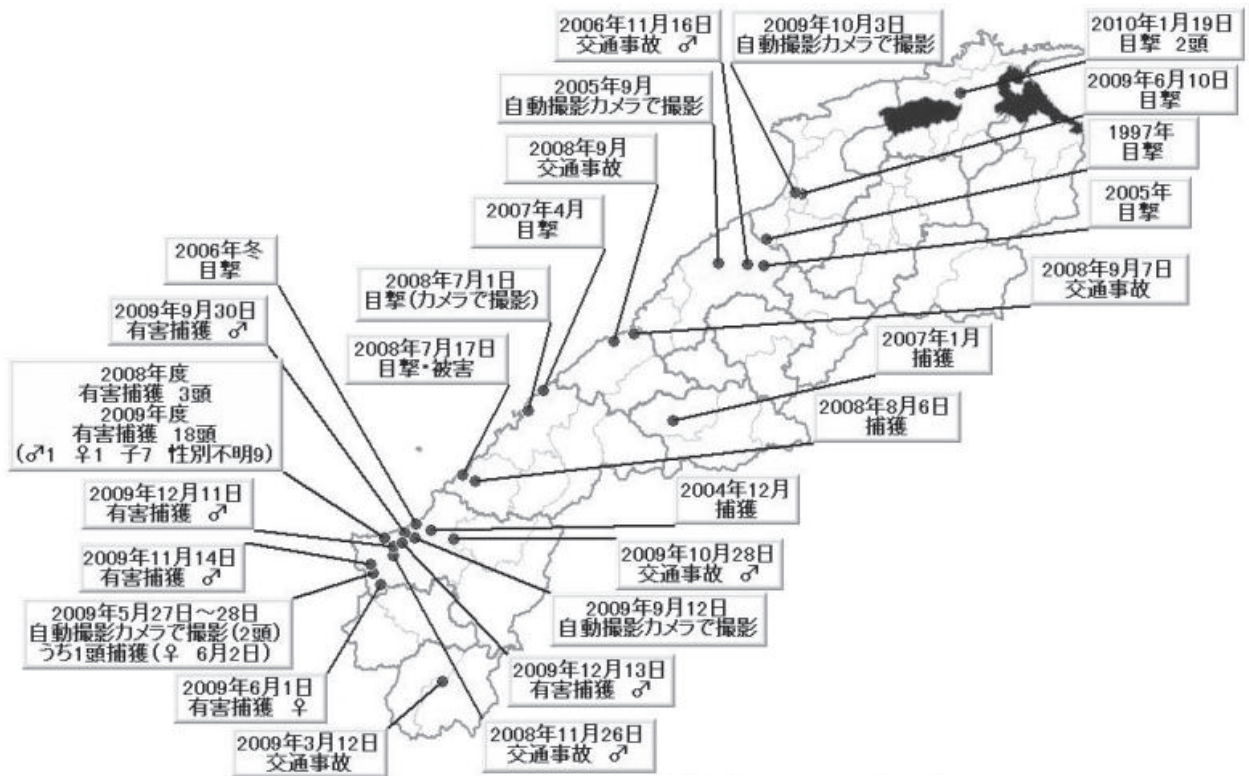 2006年11月16日
交通事故 ♂
2009年10月3日
自動撮影カメラで撮影
2010年1月19日
目撃 2頭
2005年9月
自動撮影カメラで撮影
2009年6月10日
目撃
1997年
目撃
2008年9月
交通事故
2005年
目撃
2007年4月
目撃
2006年冬
目撃
2008年9月7日
交通事故
2008年7月1日
目撃(カメラで撮影)
2009年9月30日
有害捕獲 ♂
2007年1月
捕獲
2008年7月17日
目撃・被害
2008年度
有害捕獲 3頭
2009年度
有害捕獲 18頭
(♂1 ♀1 子7 性別不明9)
2008年8月6日
捕獲
2009年12月11日
有害捕獲 ♂
2004年12月
捕獲
2009年11月14日
有害捕獲 ♂
2009年10月28日
交通事故 ♂
2009年5月27日～28日
自動撮影カメラで撮影(2頭)
うち1頭捕獲(♀ 6月2日)
2009年9月12日
自動撮影カメラで撮影
2009年6月1日
有害捕獲 ♀
2009年12月13日
有害捕獲 ♂
2009年3月12日
交通事故
2008年11月26日
交通事故 ♂